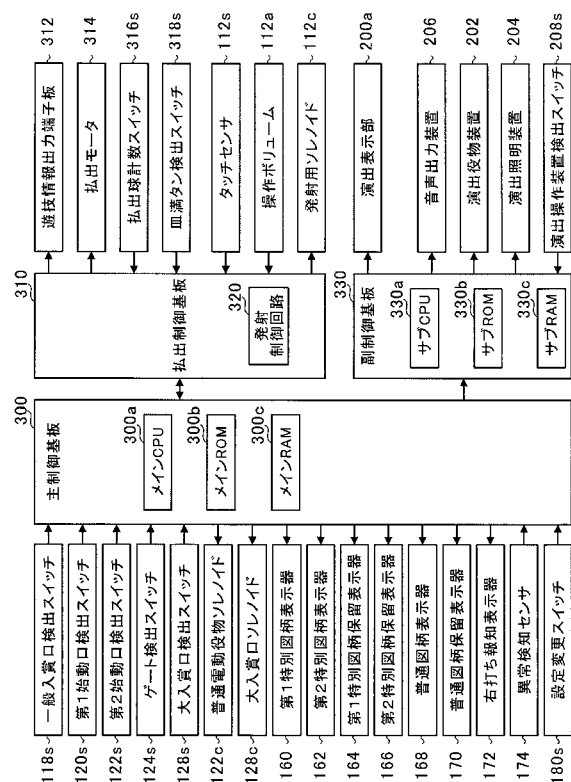 300
主制御基板
300a
メインCPU
300b
メインROM
300c
メインRAM
118s
一般入賞口検出スイッチ
120s
第1始動口検出スイッチ
122s
第2始動口検出スイッチ
124s
ゲート検出スイッチ
128s
大入賞口検出スイッチ
122c
普通電動役物ソレノイド
128c
大入賞口ソレノイド
160
第1特別図柄表示器
162
第2特別図柄表示器
164
第1特別図柄保留表示器
166
第2特別図柄保留表示器
168
普通図柄表示器
170
普通図柄保留表示器
172
右打ち報知表示器
174
異常検知センサ
180s
設定変更スイッチ
310
払出制御基板
320
発射
制御回路
遊技情報出力端子板
312
払出モータ
314
払出球計数スイッチ
316s
皿満タン検出スイッチ
318s
タッチセンサ
112s
操作ボリューム
112a
発射用ソレノイド
112c
330
副制御基板
330a
サブCPU
330b
サブROM
330c
サブRAM
演出表示部
200a
音声出力装置
206
演出役物装置
202
演出照明装置
204
演出操作装置検出スイッチ
208s